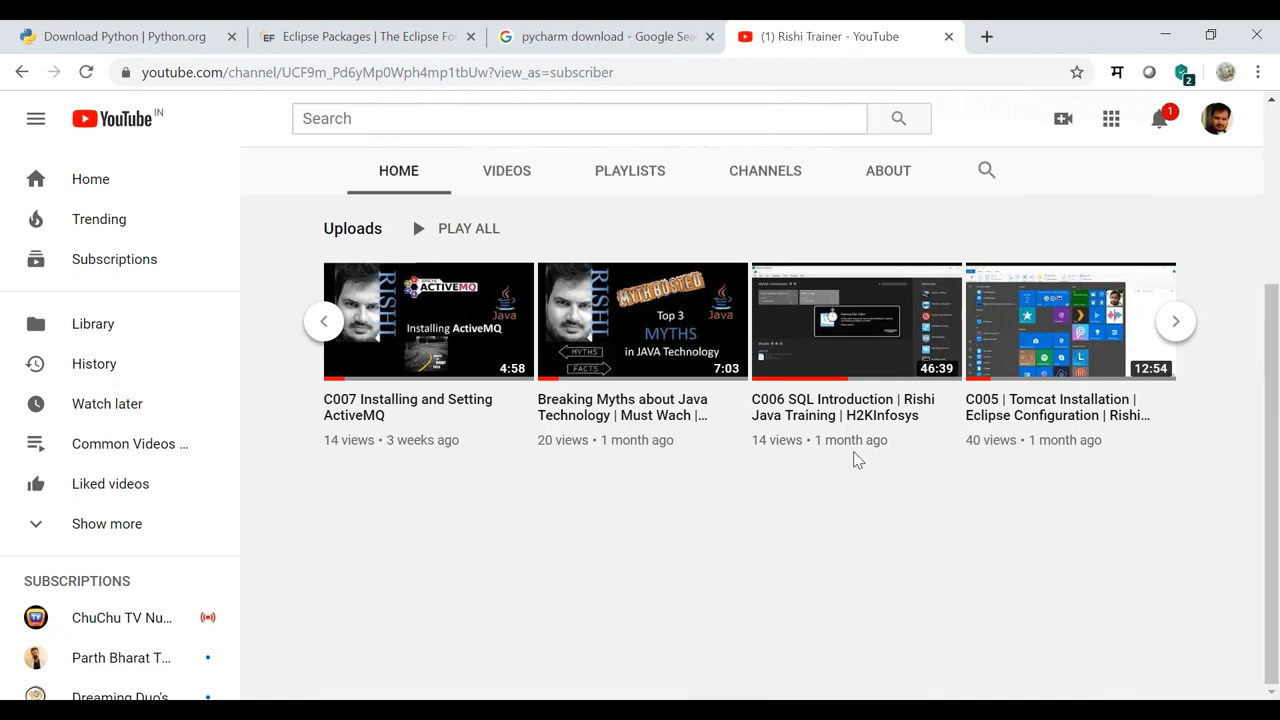 Download Python | Python.org
Eclipse Packages | The Eclipse Fou
pycharm download - Google Sea
(1) Rishi Trainer - YouTube
youtube.com/channel/UCF9m_Pd6yMp0Wph4mp1tbUw?view_as=subscriber
म
2
YouTube IN
Search
1
HOME
VIDEOS
PLAYLISTS
CHANNELS
ABOUT
Home
Trending
Subscriptions
Library
History
Watch later
Common Videos ...
Liked videos
Show more
SUBSCRIPTIONS
ChuChu TV Nu...
Parth Bharat T...
Dreaming Duo's
Uploads
PLAY ALL
RISHI
ACTIVEMQ
Java
Installing ActiveMQ
4:58
C007 Installing and Setting
ActiveMQ
14 views • 3 weeks ago
RISHI
MYTH BUSTED
Java
Top 3
MYTHS
in JAVA Technology
MYTHS
FACTS
7:03
Breaking Myths about Java
Technology | Must Wach |...
20 views • 1 month ago
46:39
C006 SQL Introduction | Rishi
Java Training | H2KInfosys
14 views • 1 month ago
12:54
C005 | Tomcat Installation |
Eclipse Configuration | Rishi...
40 views • 1 month ago